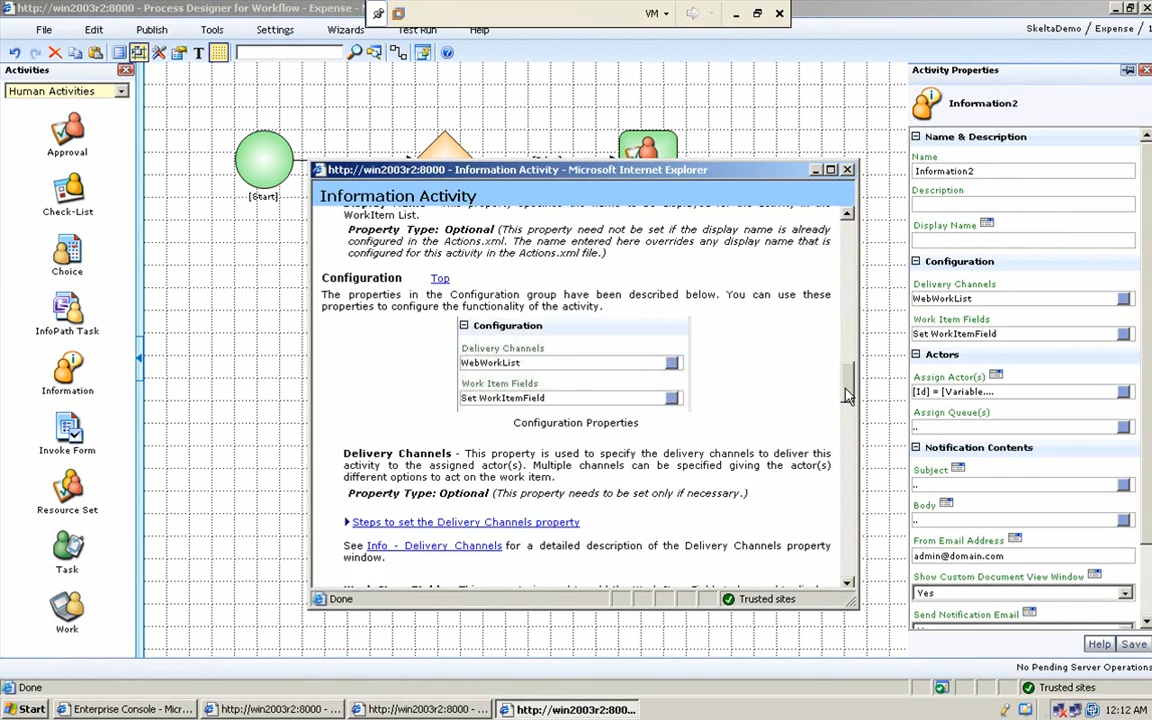 http://win2003r2:8000 - Process Designer for Workflow - Expense -
VM
File Edit Publish Tools Settings Wizards Test Run Help
SkeltaDemo / Expense /
Activities
Human Activities
Approval
Check-List
Choice
InfoPath Task
Information
Invoke Form
Resource Set
Task
Work
[Start]
http://win2003r2:8000 - Information Activity - Microsoft Internet Explorer
Information Activity
WorkItem List.
Property Type: Optional (This property need not be set if the display name is already
configured in the Actions.xml. The name entered here overrides any display name that is
configured for this activity in the Actions.xml file.)
Configuration Top
The properties in the Configuration group have been described below. You can use these
properties to configure the functionality of the activity.
Configuration
Delivery Channels
WebWorkList
Work Item Fields
Set WorkItemField
Configuration Properties
Delivery Channels - This property is used to specify the delivery channels to deliver this
activity to the assigned actor(s). Multiple channels can be specified giving the actor(s)
different options to act on the work item.
Property Type: Optional (This property needs to be set only if necessary.)
Steps to set the Delivery Channels property
See Info - Delivery Channels for a detailed description of the Delivery Channels property
window.
Done Trusted sites
Activity Properties
Information2
Name & Description
Name
Information2
Description
Display Name
Configuration
Delivery Channels
WebWorkList
Work Item Fields
Set WorkItemField
Actors
Assign Actor(s)
[Id] = [Variable....
Assign Queue(s)
..
Notification Contents
Subject
..
Body
..
From Email Address
admin@domain.com
Show Custom Document View Window
Yes
Send Notification Email
Help Save
No Pending Server Operations
Done Trusted sites
Start Enterprise Console - Micr... http://win2003r2:8000 - ... http://win2003r2:8000 - ... http://win2003r2:800... 12:12 AM